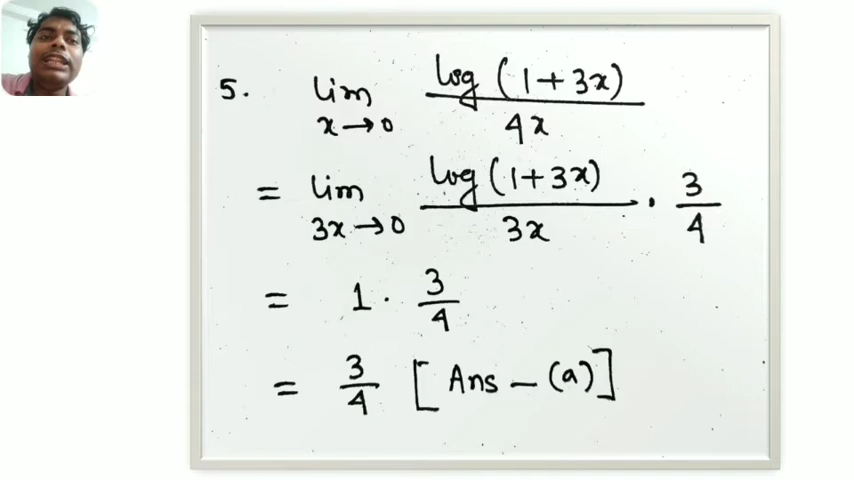 5. lim x→0 log(1+3x)/4x
= lim 3x→0 log(1+3x)/3x · 3/4
= 1 · 3/4
= 3/4 [Ans – (a)]